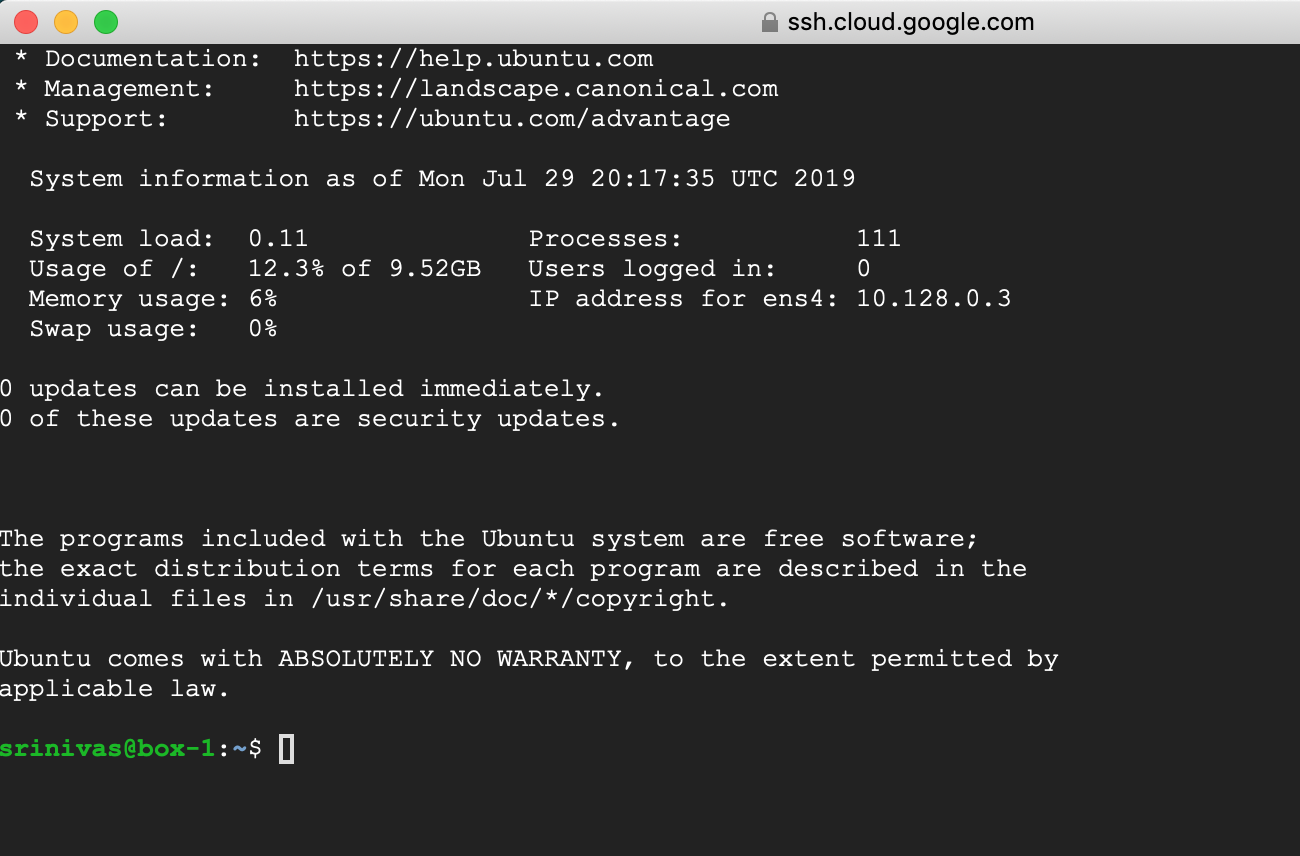 ssh.cloud.google.com
* Documentation:  https://help.ubuntu.com
* Management:     https://landscape.canonical.com
* Support:        https://ubuntu.com/advantage
System information as of Mon Jul 29 20:17:35 UTC 2019
System load:  0.11              Processes:           111
Usage of /:   12.3% of 9.52GB   Users logged in:     0
Memory usage: 6%                IP address for ens4: 10.128.0.3
Swap usage:   0%
0 updates can be installed immediately.
0 of these updates are security updates.
The programs included with the Ubuntu system are free software;
the exact distribution terms for each program are described in the
individual files in /usr/share/doc/*/copyright.
Ubuntu comes with ABSOLUTELY NO WARRANTY, to the extent permitted by
applicable law.
srinivas@box-1:~$